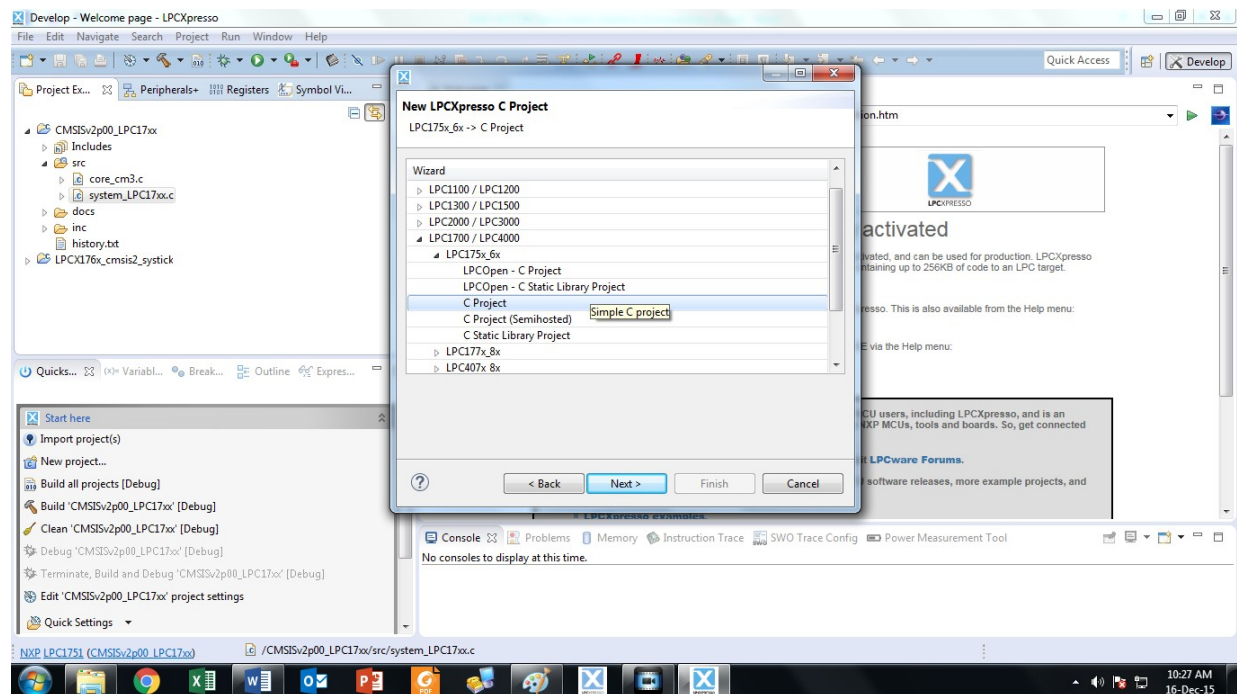 Develop - Welcome page - LPCXpresso
File Edit Navigate Search Project Run Window Help
Quick Access
Develop
Project Ex...
Peripherals+
Registers
Symbol Vi...
CMSISv2p00_LPC17xx
Includes
src
core_cm3.c
system_LPC17xx.c
docs
inc
history.txt
LPCX176x_cmsis2_systick
Quicks...
(x)= Variabl...
Break...
Outline
Expres...
Start here
Import project(s)
New project...
Build all projects [Debug]
Build 'CMSISv2p00_LPC17xx' [Debug]
Clean 'CMSISv2p00_LPC17xx' [Debug]
Debug 'CMSISv2p00_LPC17xx' [Debug]
Terminate, Build and Debug 'CMSISv2p00_LPC17xx' [Debug]
Edit 'CMSISv2p00_LPC17xx' project settings
Quick Settings
New LPCXpresso C Project
LPC175x_6x -> C Project
Wizard
LPC1100 / LPC1200
LPC1300 / LPC1500
LPC2000 / LPC3000
LPC1700 / LPC4000
LPC175x_6x
LPCOpen - C Project
LPCOpen - C Static Library Project
C Project
Simple C project
C Project (Semihosted)
C Static Library Project
LPC177x_8x
LPC407x 8x
< Back
Next >
Finish
Cancel
ion.htm
LPCXPRESSO
activated
ivated, and can be used for production. LPCXpresso
ntaining up to 256KB of code to an LPC target.
resso. This is also available from the Help menu:
E via the Help menu:
CU users, including LPCXpresso, and is an
NXP MCUs, tools and boards. So, get connected
it LPCware Forums.
software releases, more example projects, and
LPCXpresso examples.
Console
Problems
Memory
Instruction Trace
SWO Trace Config
Power Measurement Tool
No consoles to display at this time.
NXP LPC1751 (CMSISv2p00_LPC17xx)
/CMSISv2p00_LPC17xx/src/system_LPC17xx.c
10:27 AM
16-Dec-15